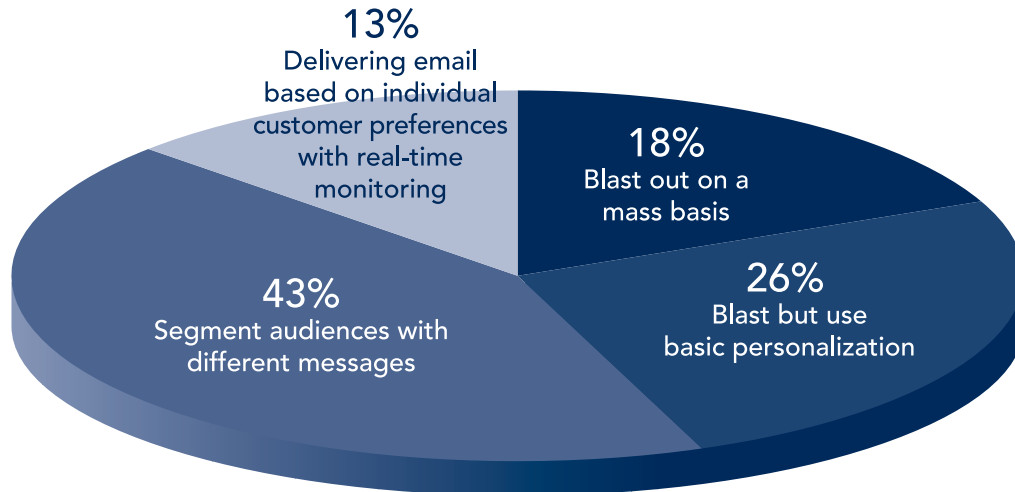 13%
Delivering email
based on individual
customer preferences
with real-time
monitoring
18%
Blast out on a
mass basis
26%
Blast but use
basic personalization
43%
Segment audiences with
different messages